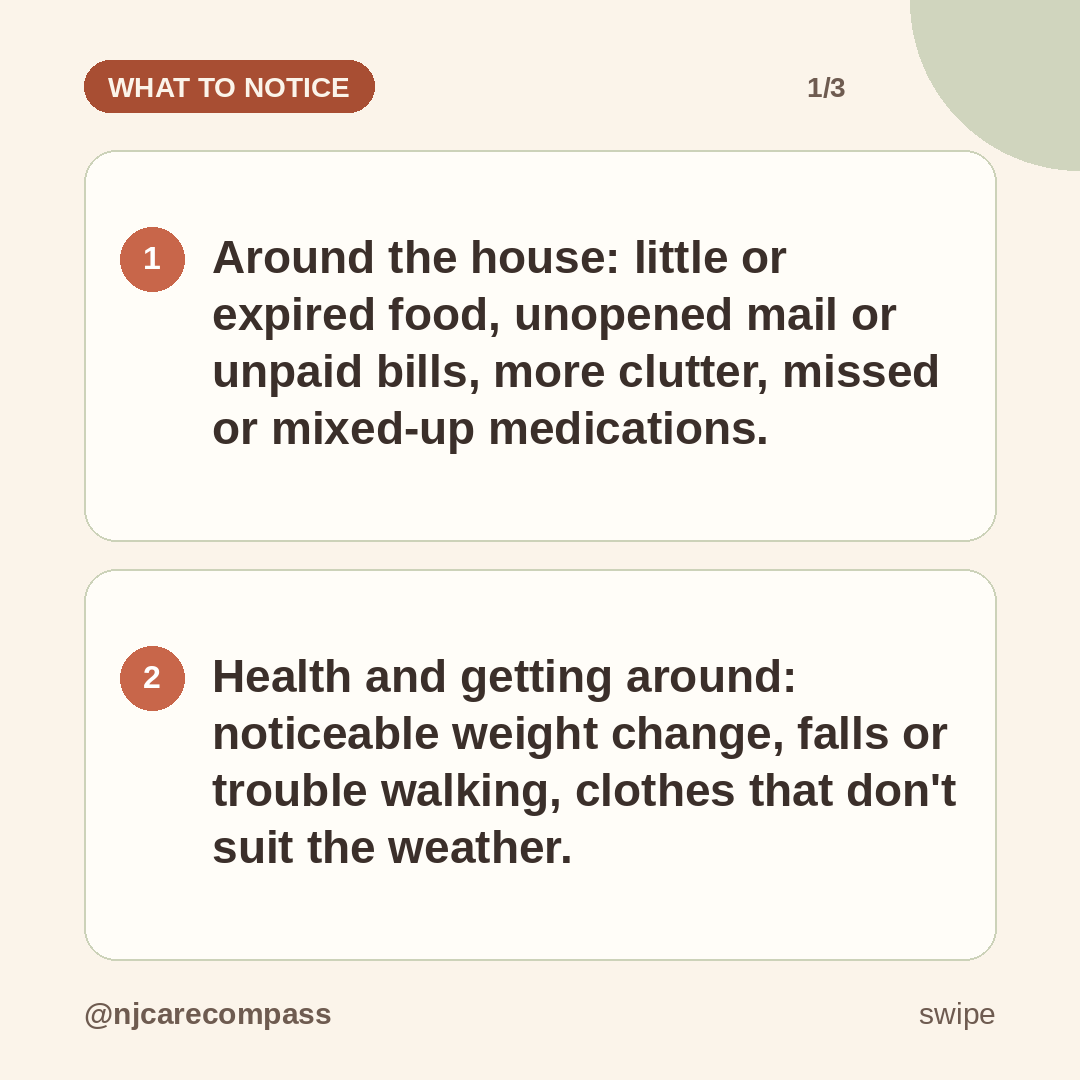 WHAT TO NOTICE
1/3
1
Around the house: little or
expired food, unopened mail or
unpaid bills, more clutter, missed
or mixed-up medications.
2
Health and getting around:
noticeable weight change, falls or
trouble walking, clothes that don't
suit the weather.
@njcarecompass
swipe